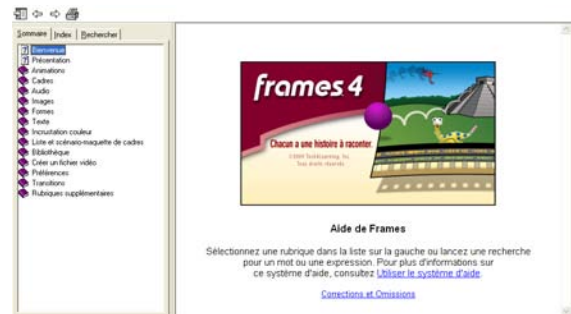 Sommaire
Index
Rechercher
Bienvenue
Présentation
Animations
Cadres
Audio
Images
Formes
Texte
Incrustation couleur
Liste et scénario-maquette de cadres
Bibliothèque
Créer un fichier vidéo
Préférences
Transitions
Rubriques supplémentaires
frames 4
Chacun a une histoire à raconter.
Tous droits réservés
Aide de Frames
Sélectionnez une rubrique dans la liste sur la gauche ou lancez une recherche
pour un mot ou une expression. Pour plus d'informations sur
ce système d'aide, consultez Utiliser le système d'aide.
Corrections et Omissions